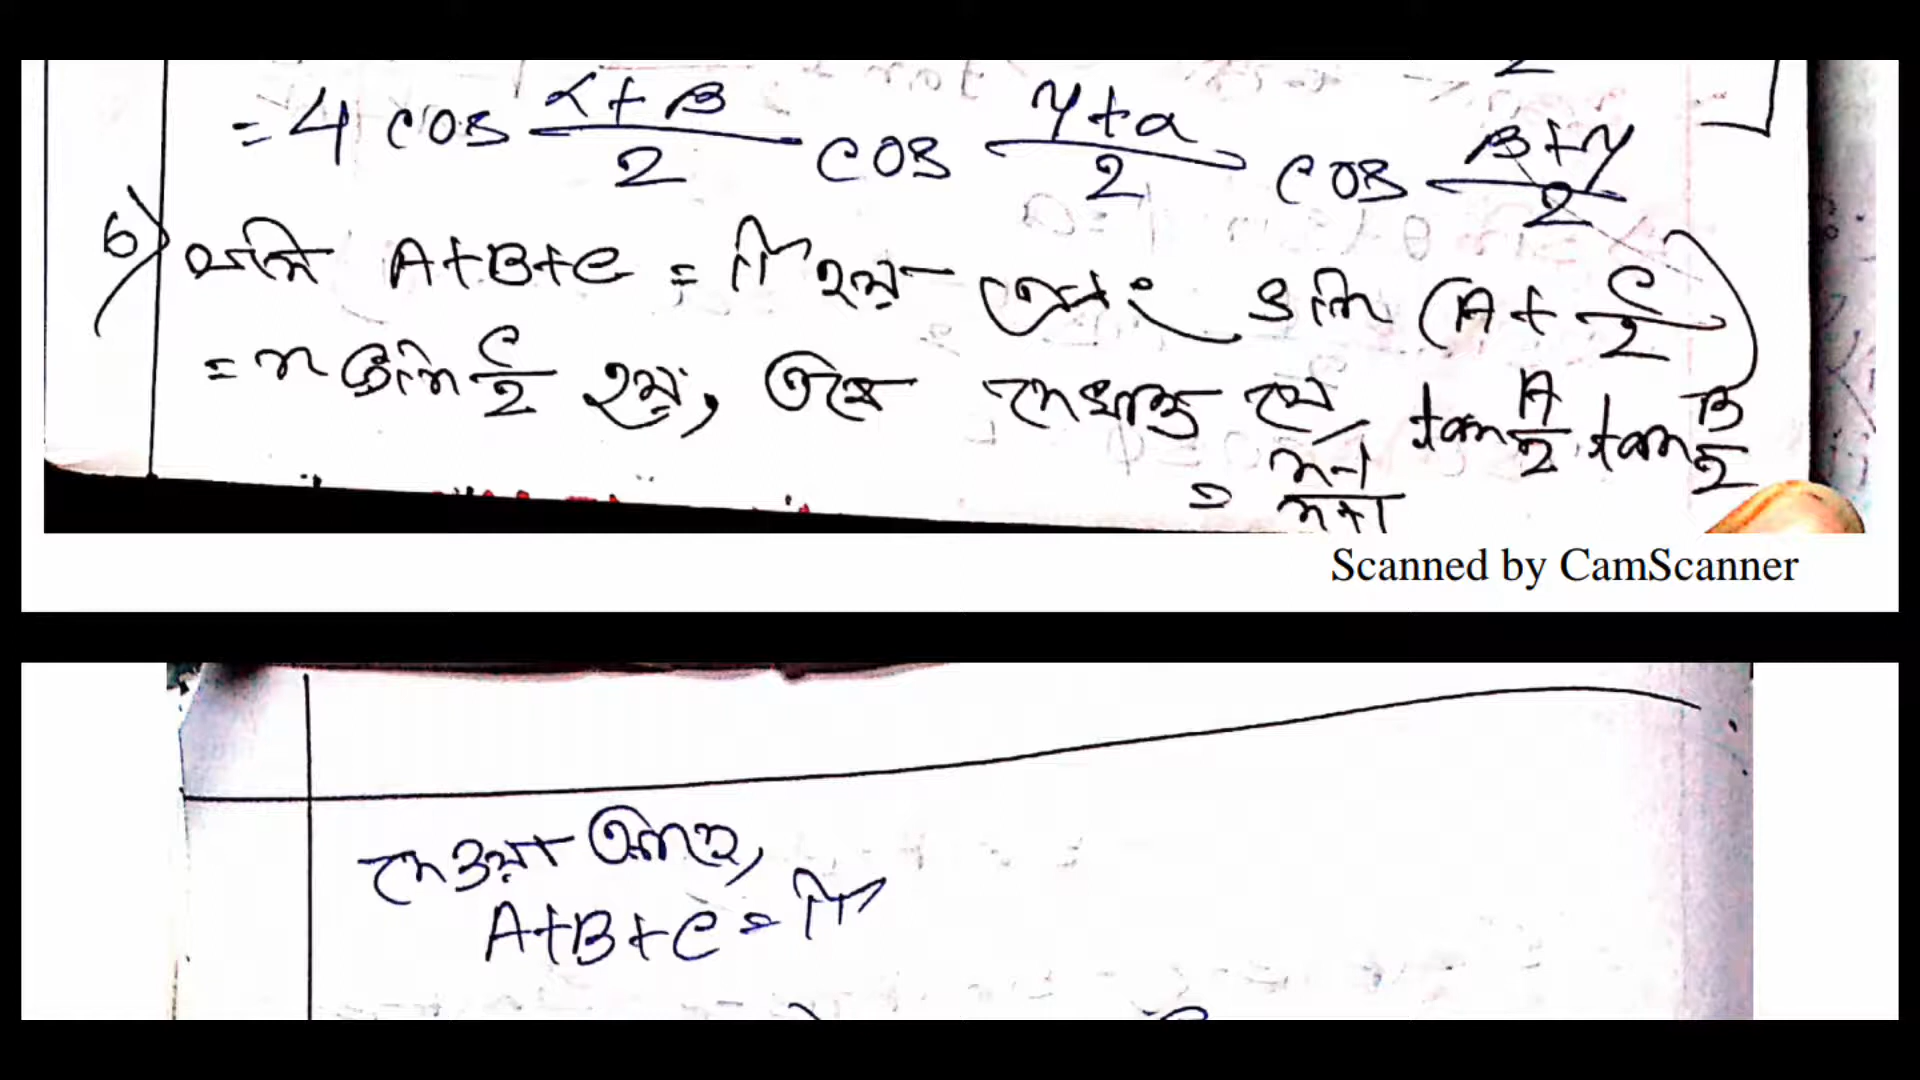 = 4 cos (α+β)/2 cos (γ+α)/2 cos (β+γ)/2
6) যদি A+B+C = π হয় এবং sin (A + C/2)
= n sin C/2 হয়, তবে দেখাও যে, tan A/2 . tan B/2
= (n-1)/(n+1)
Scanned by CamScanner
দেওয়া আছে,
A+B+C = π